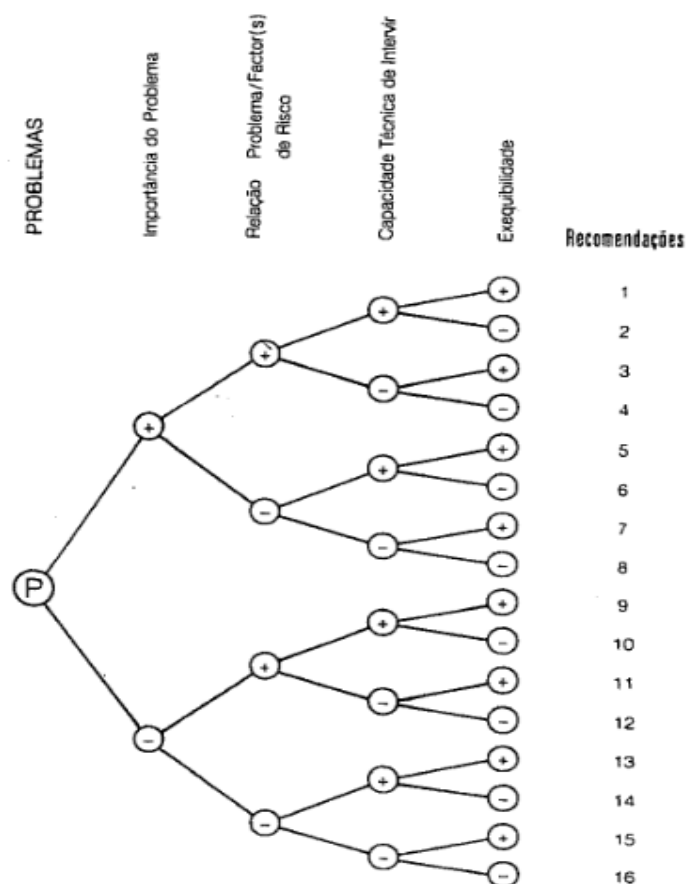 PROBLEMAS
Importância do Problema
Relação Problema/Factor(s)
de Risco
Capacidade Técnica de Intervir
Exequibilidade
Recomendações
+ + 1
- 2
+
+ 3
- - 4
+
+ + 5
- 6
-
+ 7
- - 8
P
+ + 9
- 10
+
+ 11
- - 12
-
+ + 13
- 14
-
+ 15
- - 16